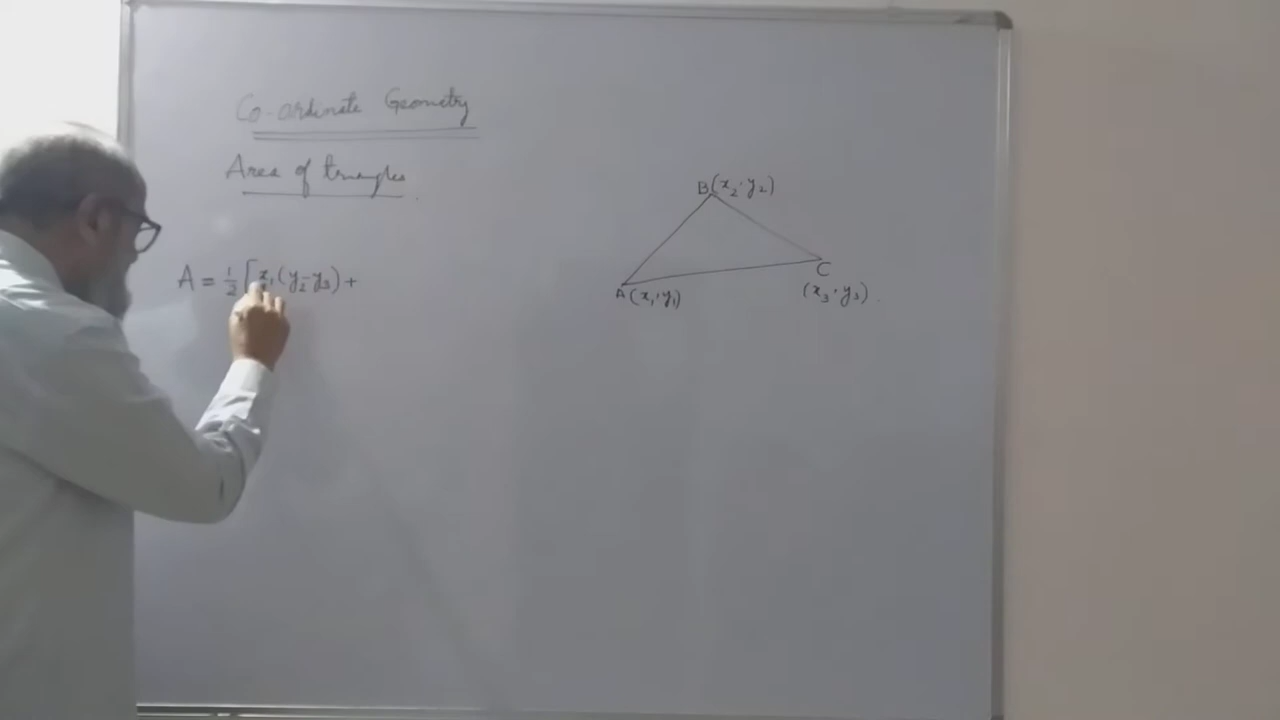 Co-ordinate Geometry
Area of triangles
B(x₂, y₂)
A = ½ [x₁(y₂-y₃) +
C
A(x₁, y₁)
(x₃, y₃)